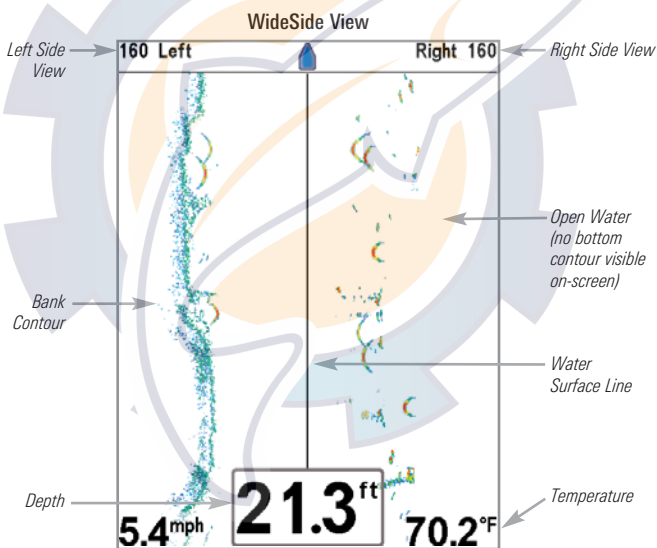 WideSide View
Left Side
View
160 Left
Right 160
Right Side View
Open Water
(no bottom
contour visible
on-screen)
Bank
Contour
Water
Surface Line
Depth
Temperature
5.4mph
21.3ft
70.2°F